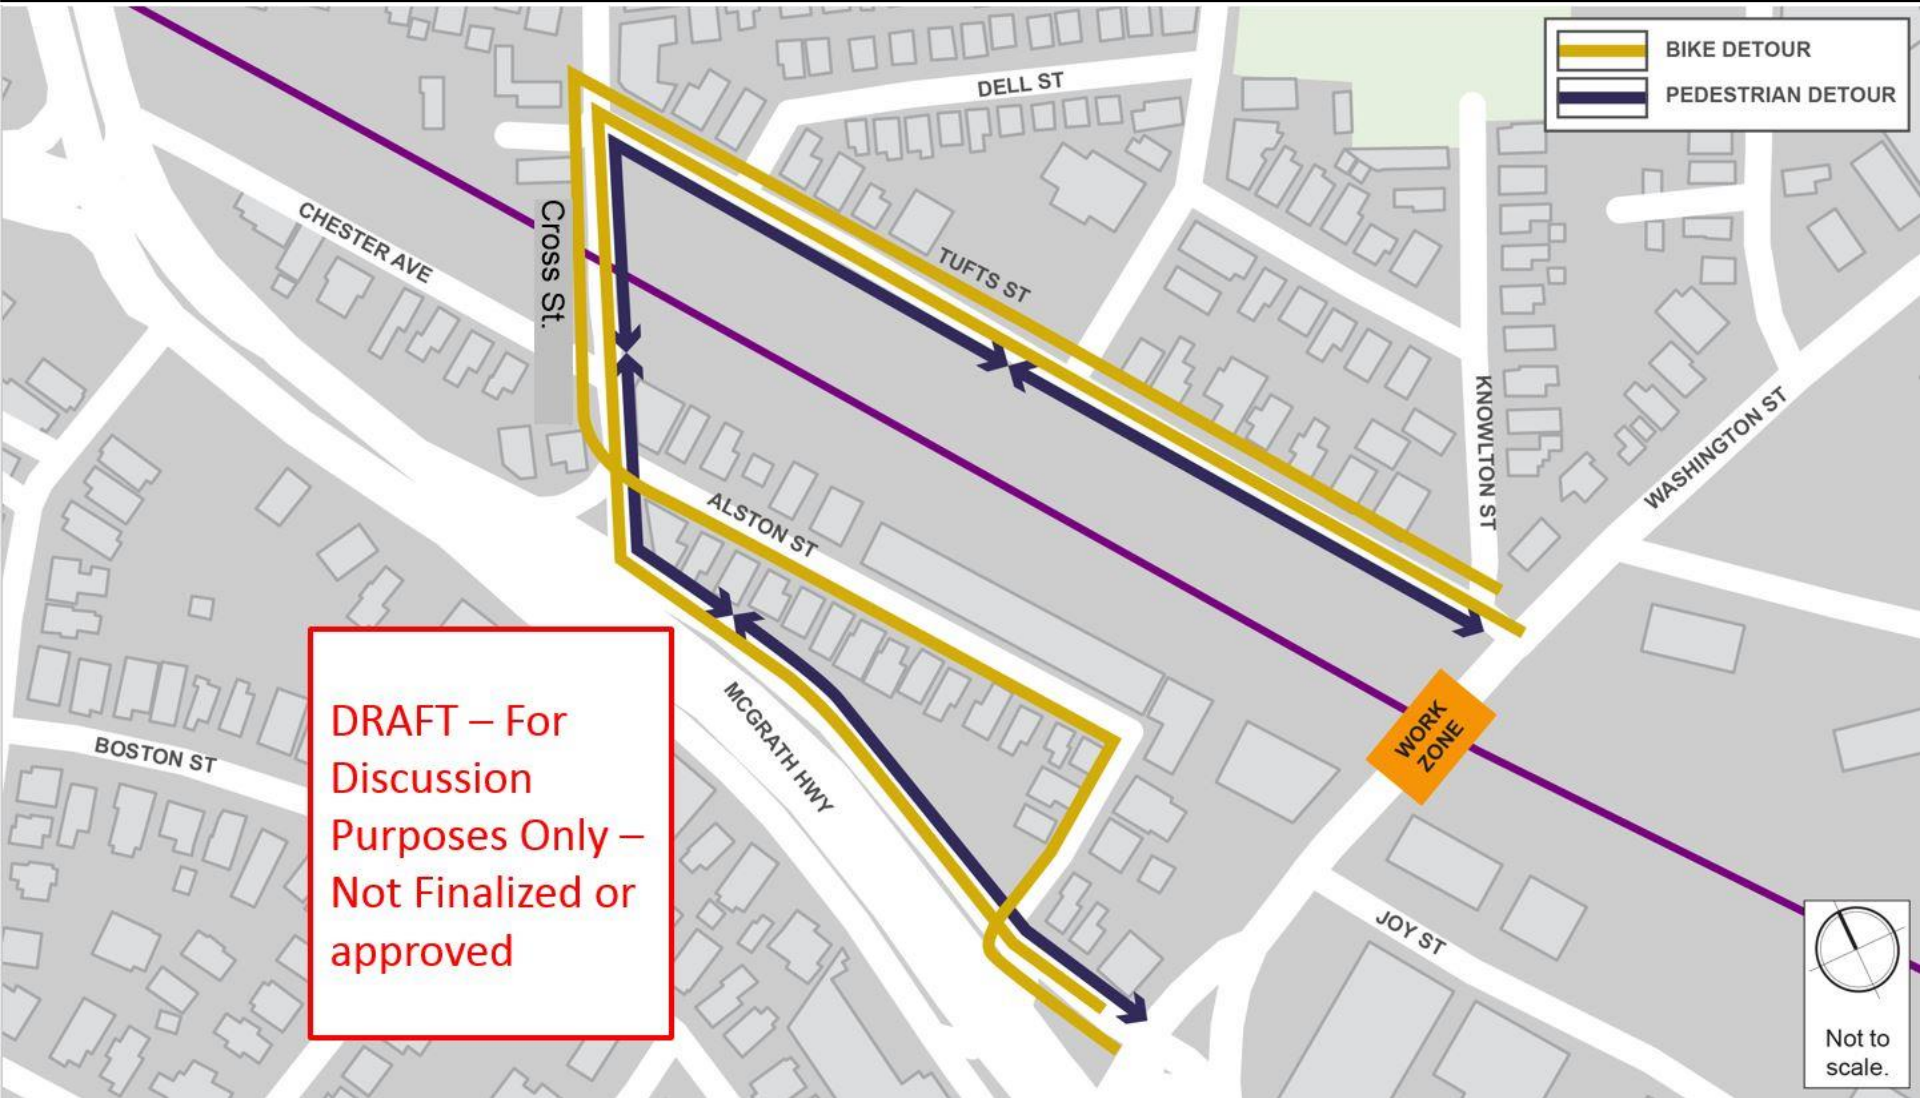 BIKE DETOUR
PEDESTRIAN DETOUR
DELL ST
CHESTER AVE
Cross St.
TUFTS ST
KNOWLTON ST
WASHINGTON ST
ALSTON ST
MCGRATH HWY
BOSTON ST
WORK
ZONE
JOY ST
DRAFT – For
Discussion
Purposes Only –
Not Finalized or
approved
Not to
scale.